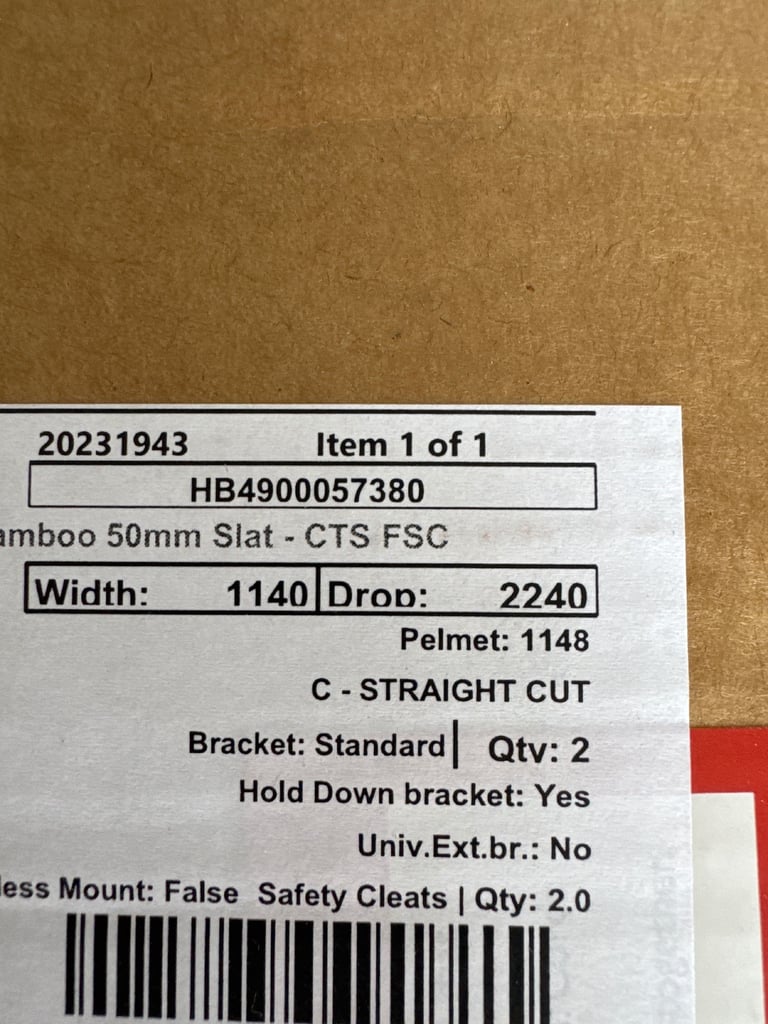 20231943 Item 1 of 1
HB4900057380
amboo 50mm Slat - CTS FSC
Width: 1140 Drop: 2240
Pelmet: 1148
C - STRAIGHT CUT
Bracket: Standard | Qty: 2
Hold Down bracket: Yes
Univ.Ext.br.: No
less Mount: False Safety Cleats | Qty: 2.0